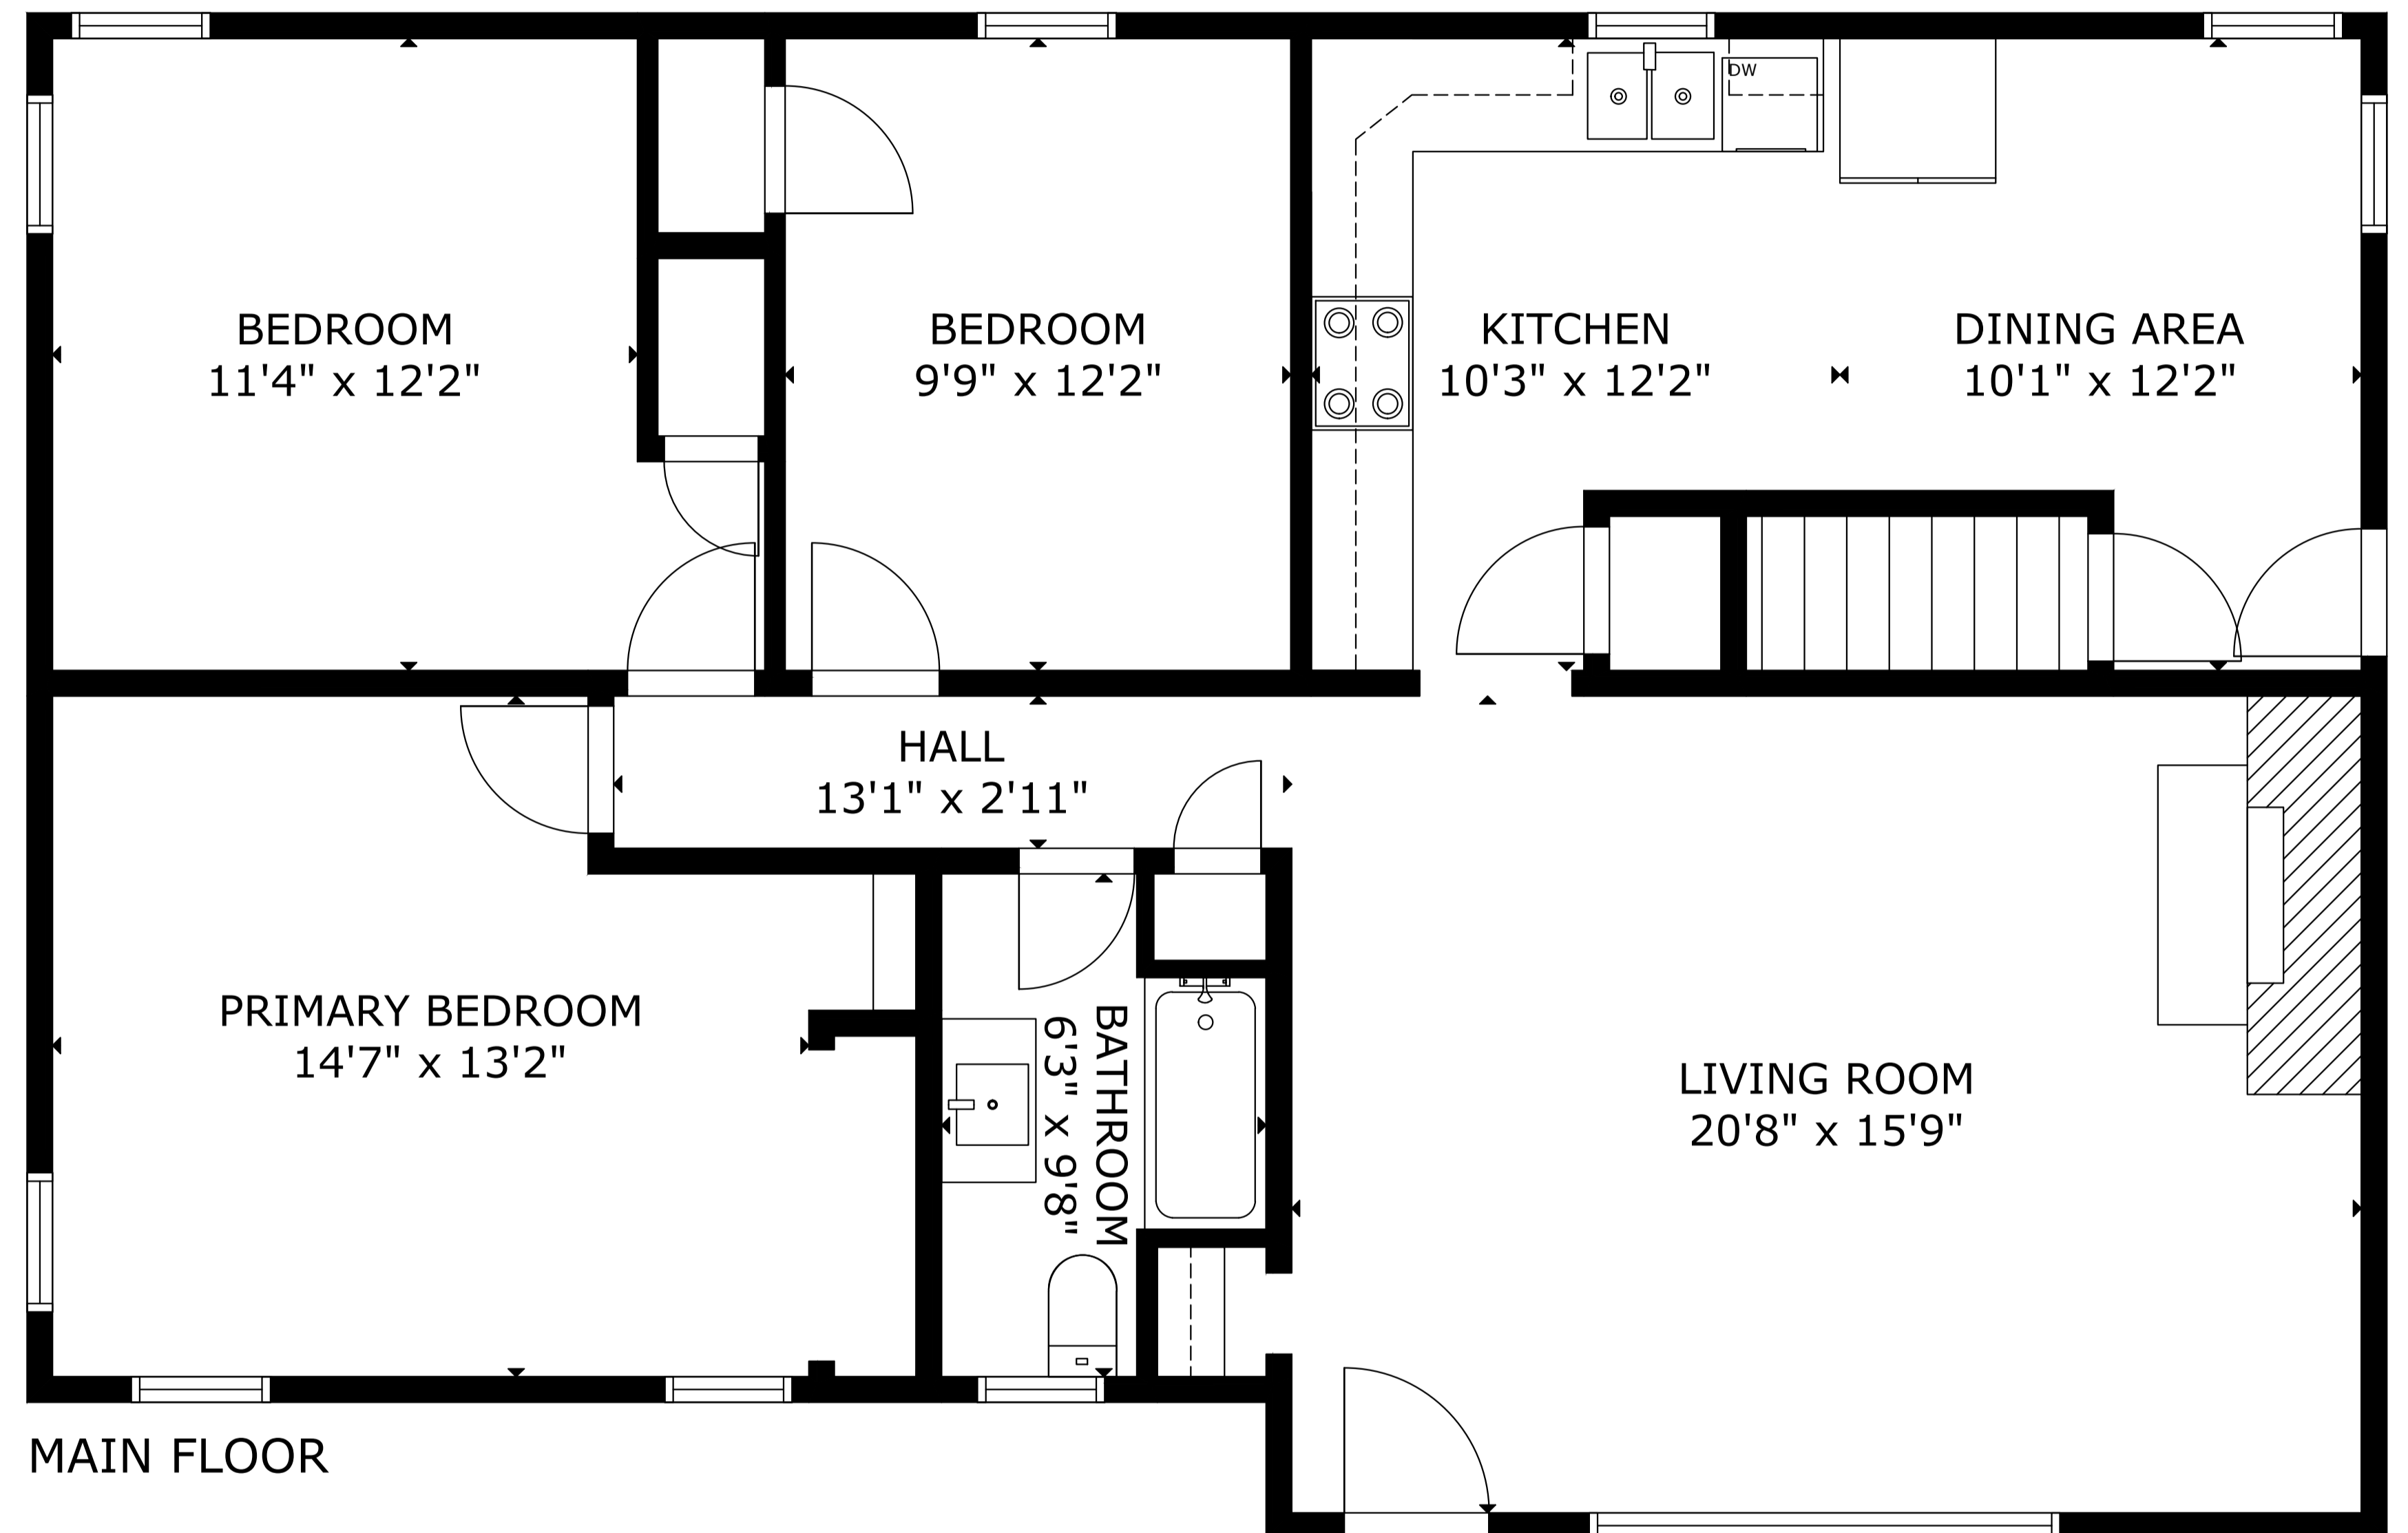 DW
BEDROOM
11'4" x 12'2"
BEDROOM
9'9" x 12'2"
KITCHEN
10'3" x 12'2"
DINING AREA
10'1" x 12'2"
HALL
13'1" x 2'11"
PRIMARY BEDROOM
14'7" x 13'2"
BATHROOM
6'3" x 9'8"
LIVING ROOM
20'8" x 15'9"
MAIN FLOOR